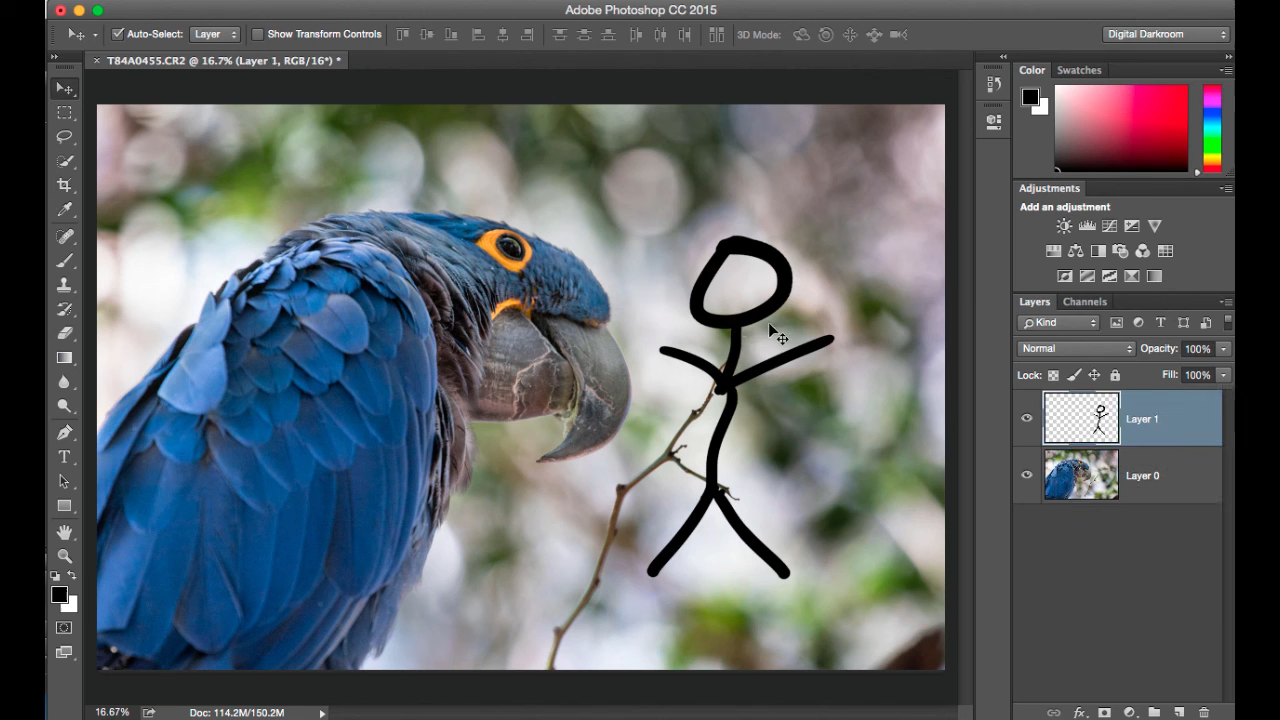 Adobe Photoshop CC 2015
Auto-Select: Layer Show Transform Controls 3D Mode: Digital Darkroom
× T84A0455.CR2 @ 16.7% (Layer 1, RGB/16*) *
Color Swatches
Adjustments
Add an adjustment
Layers Channels
Kind
Normal Opacity: 100%
Lock: Fill: 100%
Layer 1
Layer 0
16.67% Doc: 114.2M/150.2M
fx